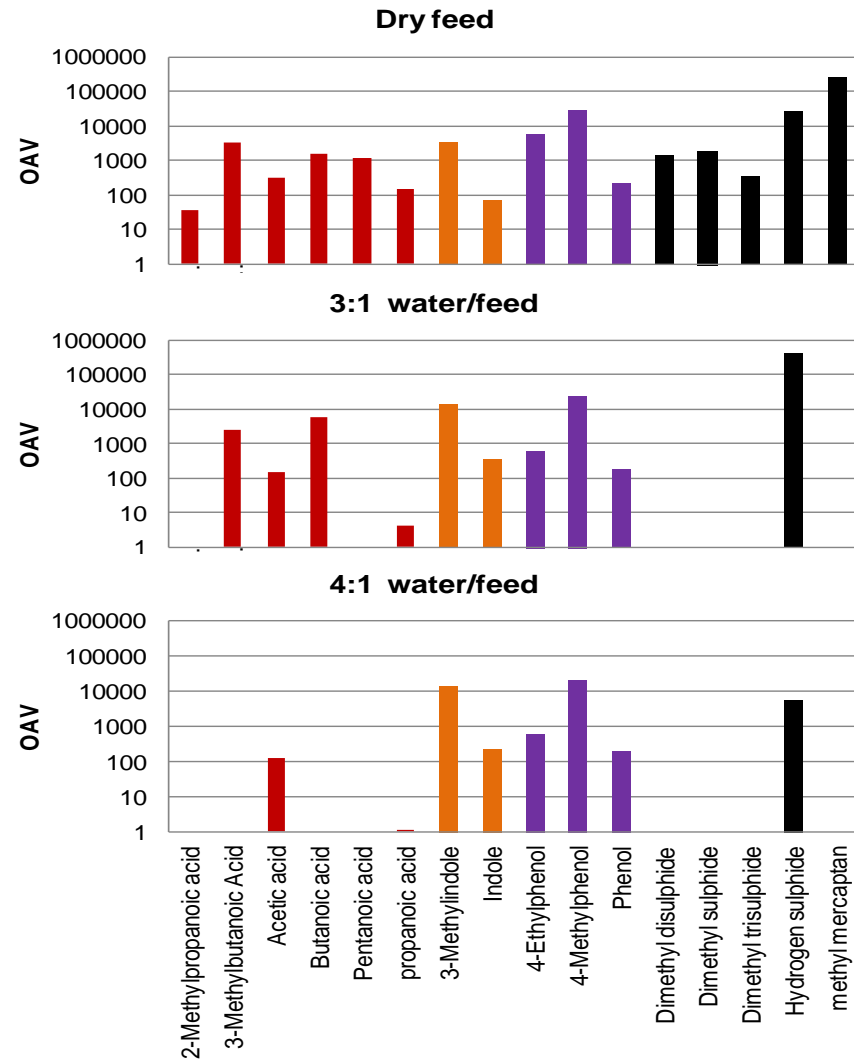 Dry feed
1000000
100000
10000
1000
100
10
1
OAV
3:1 water/feed
1000000
100000
10000
1000
100
10
1
OAV
4:1 water/feed
1000000
100000
10000
1000
100
10
1
OAV
2-Methylpropanoic acid
3-Methylbutanoic Acid
Acetic acid
Butanoic acid
Pentanoic acid
propanoic acid
3-Methylindole
Indole
4-Ethylphenol
4-Methylphenol
Phenol
Dimethyl disulphide
Dimethyl sulphide
Dimethyl trisulphide
Hydrogen sulphide
methyl mercaptan